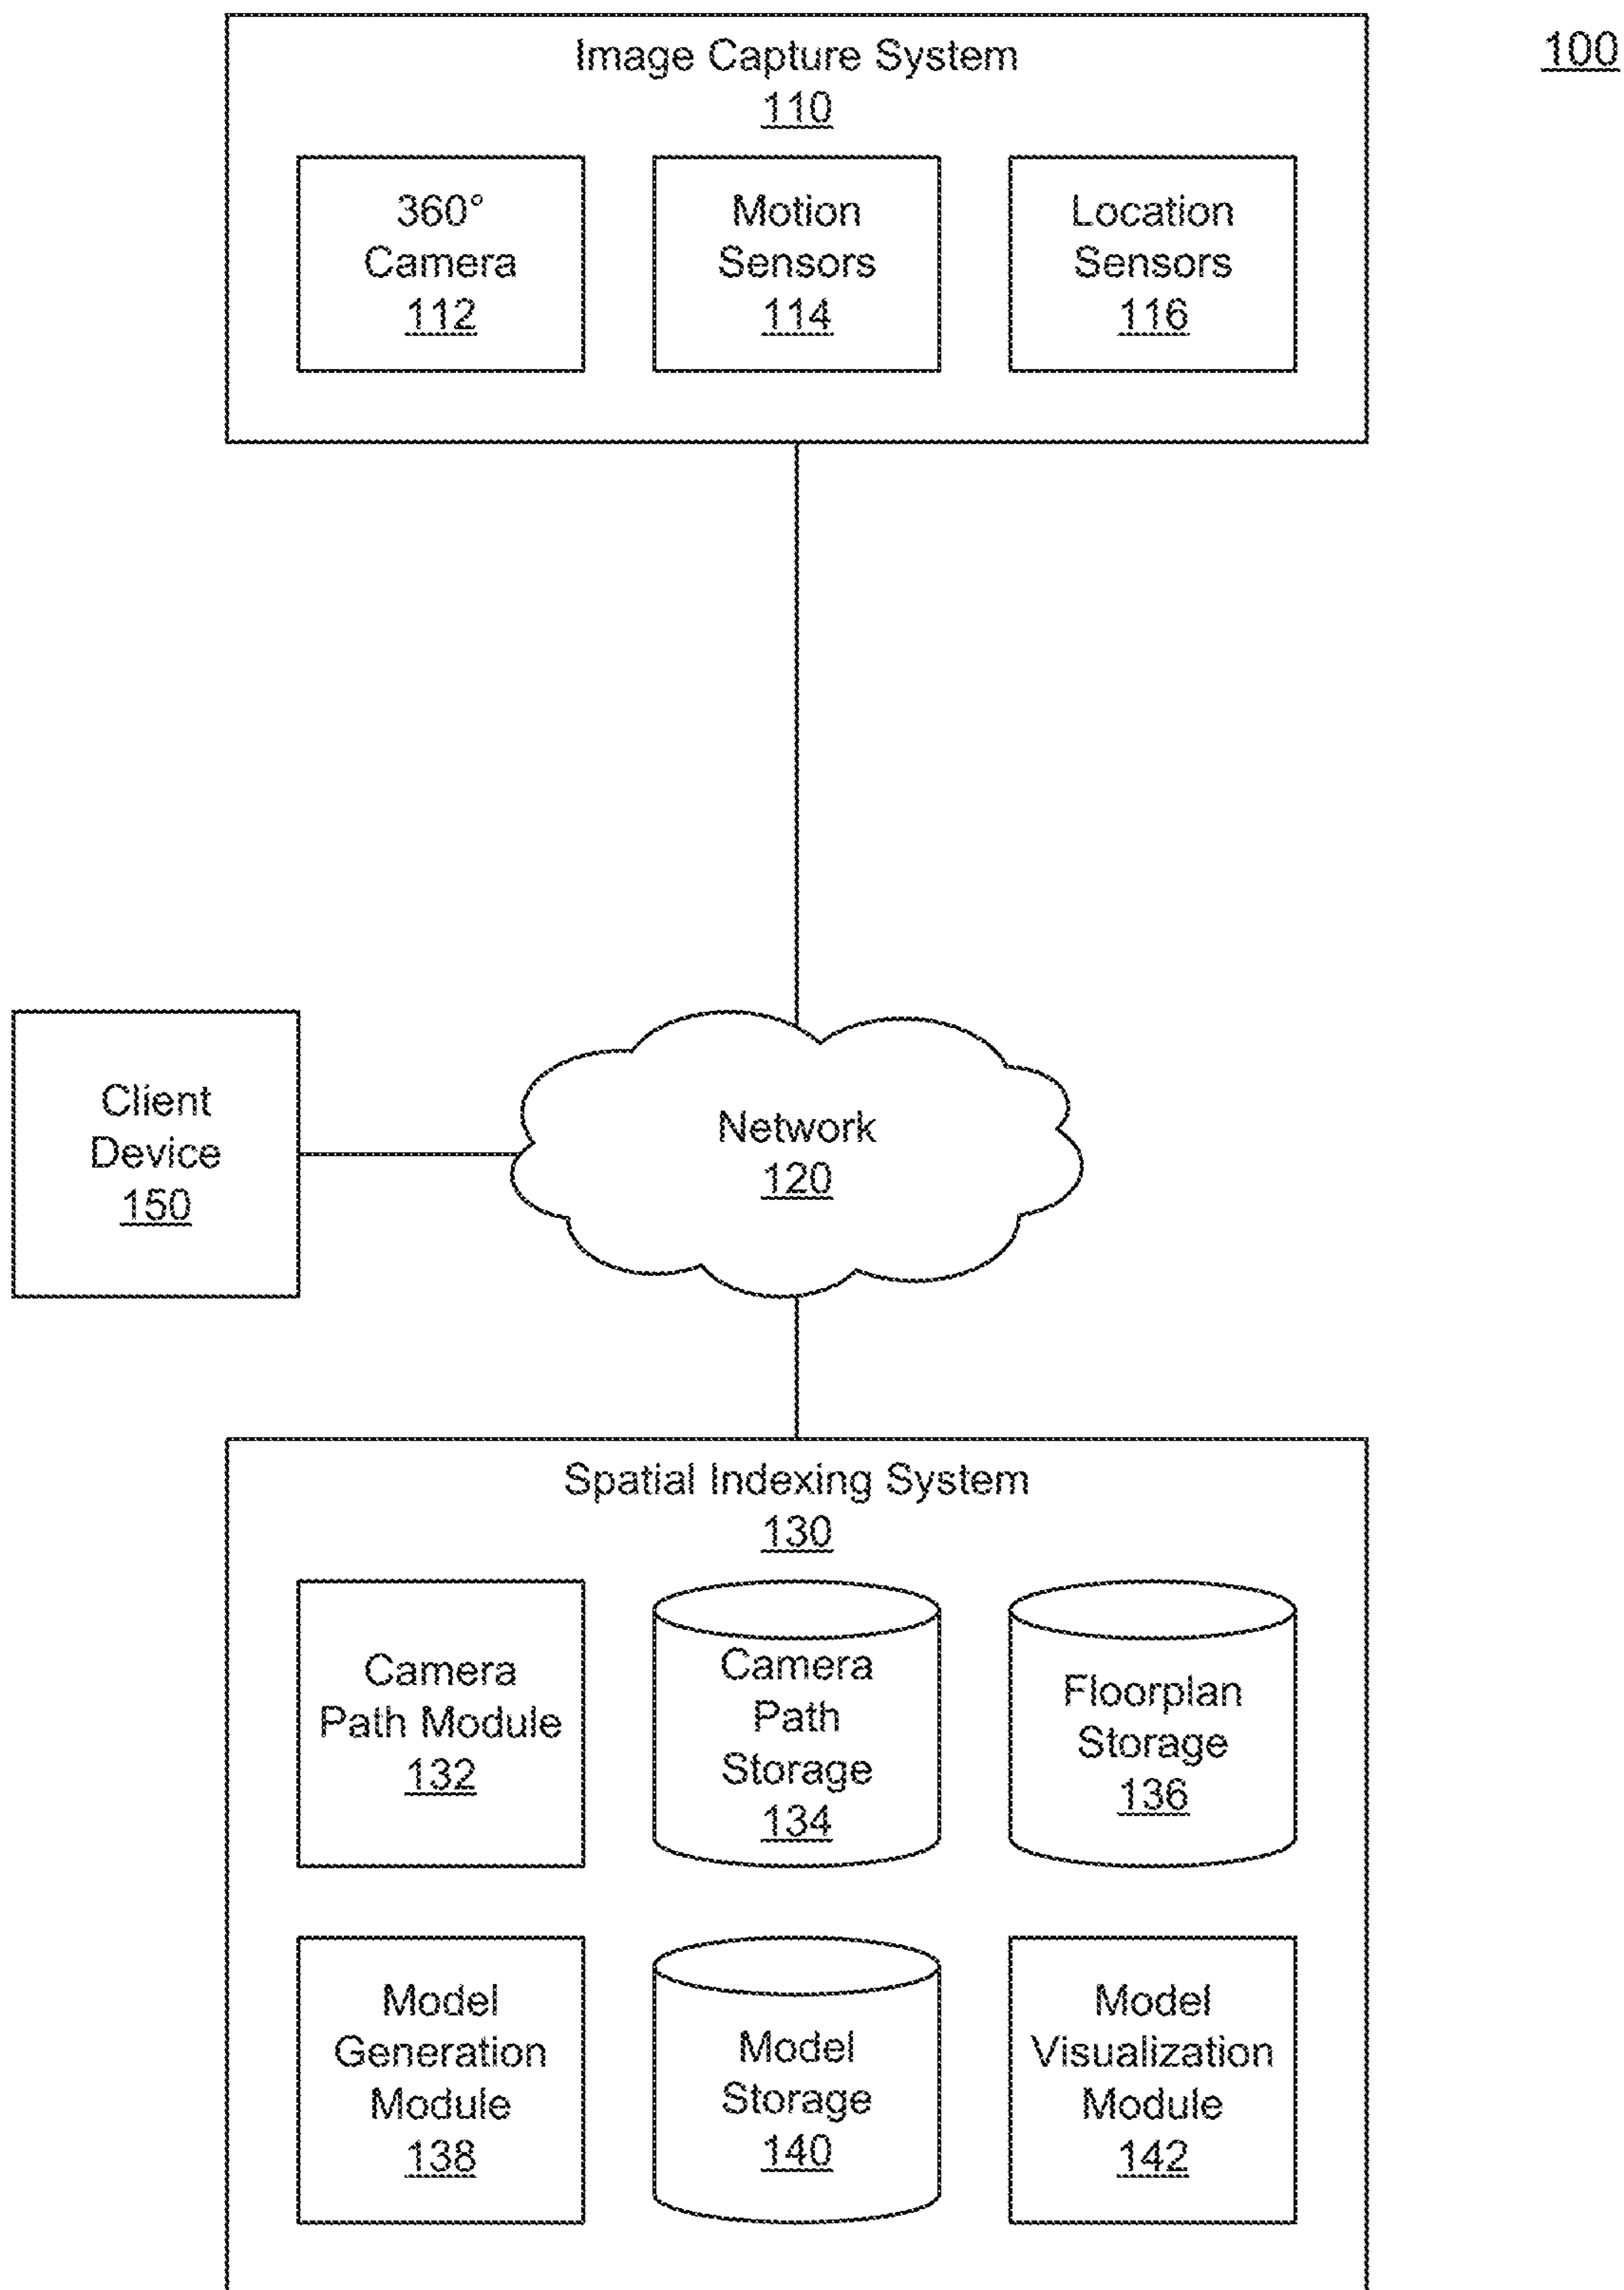 100
Image Capture System
110
360°
Camera
112
Motion
Sensors
114
Location
Sensors
116
Client
Device
150
Network
120
Spatial Indexing System
130
Camera
Path Module
132
Camera
Path
Storage
134
Floorplan
Storage
136
Model
Generation
Module
138
Model
Storage
140
Model
Visualization
Module
142